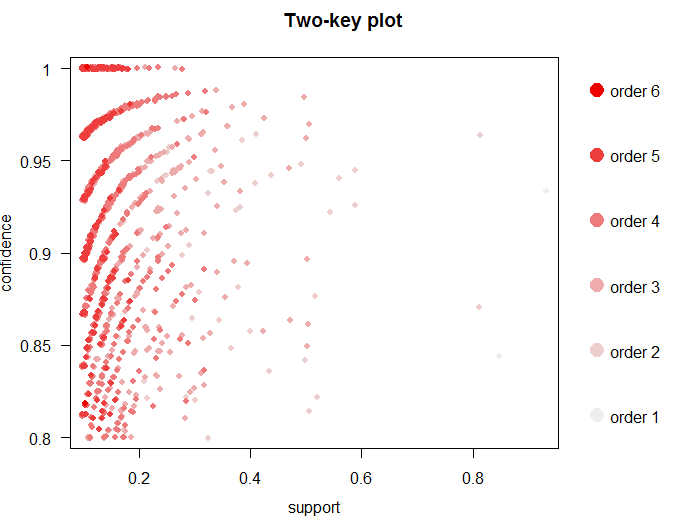 Two-key plot
1
0.95
0.9
0.85
0.8
confidence
0.2
0.4
0.6
0.8
support
order 6
order 5
order 4
order 3
order 2
order 1